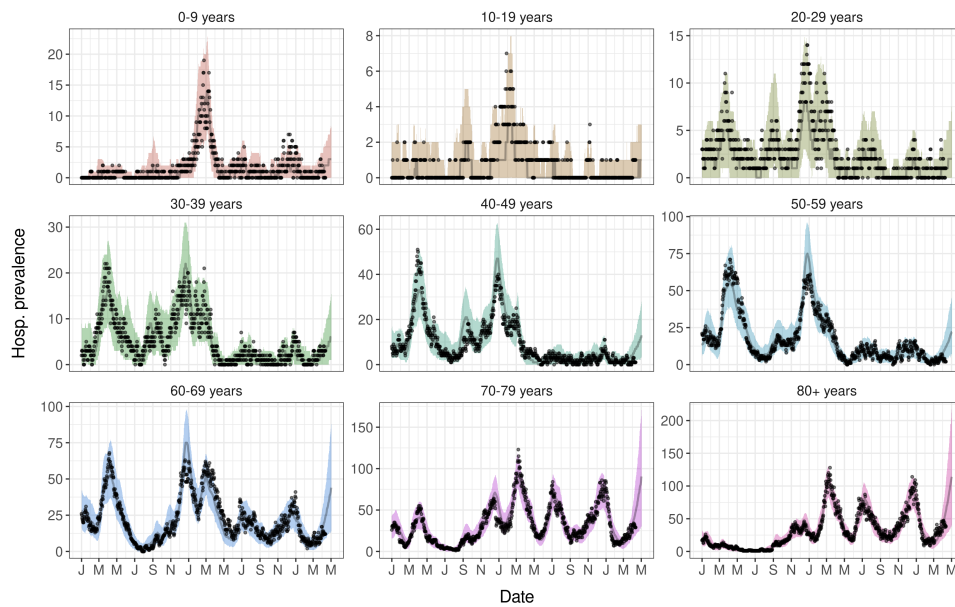 0-9 years
10-19 years
20-29 years
20
15
10
5
0
8
6
4
2
0
15
10
5
0
30-39 years
40-49 years
50-59 years
Hosp. prevalence
30
20
10
0
60
40
20
0
100
75
50
25
0
60-69 years
70-79 years
80+ years
100
75
50
25
0
150
100
50
0
200
150
100
50
0
J M M J S N J M M J S N J M M
J M M J S N J M M J S N J M M
J M M J S N J M M J S N J M M
Date